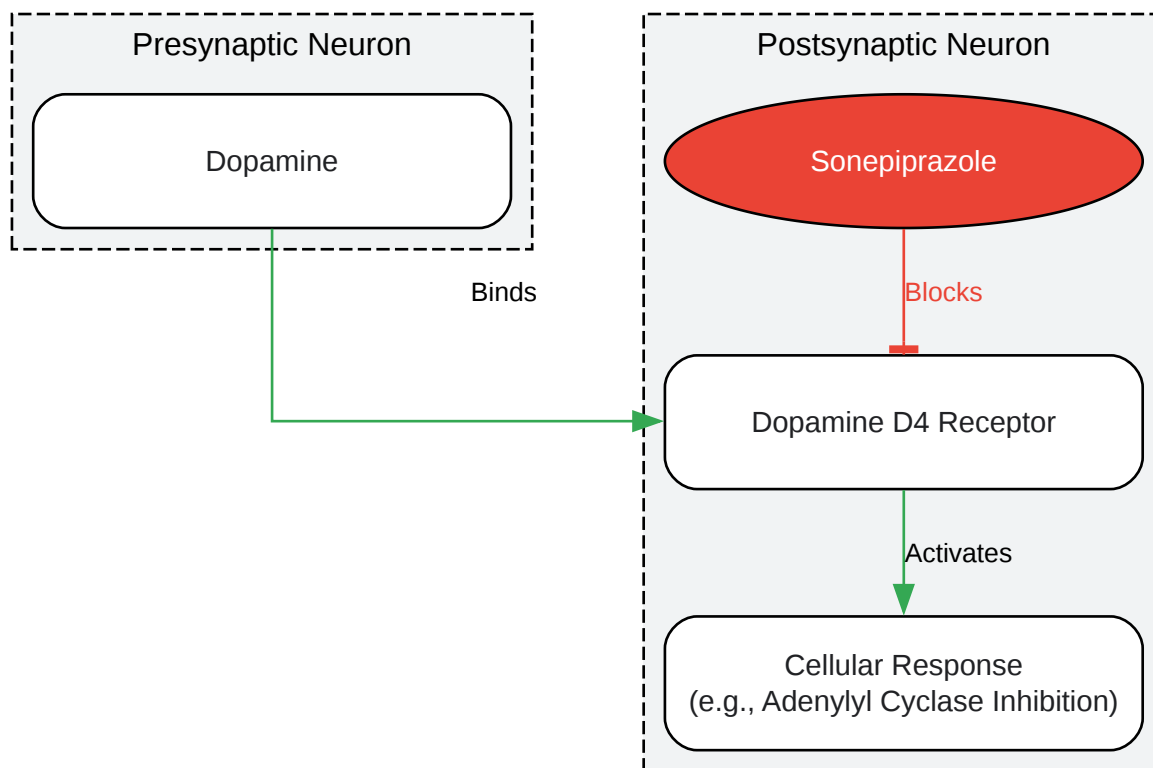 Presynaptic Neuron
Postsynaptic Neuron
Dopamine
Sonepiprazole
Binds
Blocks
Dopamine D4 Receptor
Activates
Cellular Response
(e.g., Adenylyl Cyclase Inhibition)